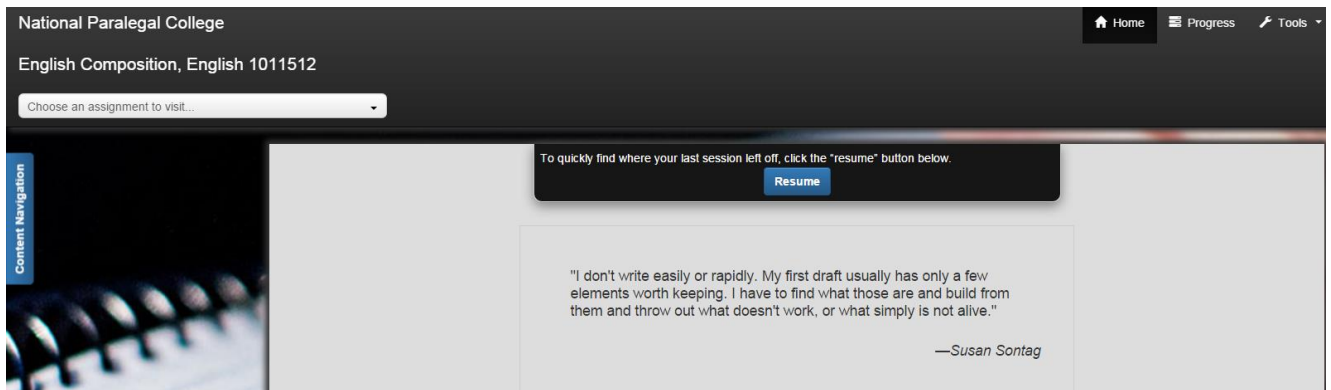 National Paralegal College
Home
Progress
Tools
English Composition, English 1011512
Choose an assignment to visit...
Content Navigation
To quickly find where your last session left off, click the "resume" button below.
Resume
"I don't write easily or rapidly. My first draft usually has only a few
elements worth keeping. I have to find what those are and build from
them and throw out what doesn't work, or what simply is not alive."
—Susan Sontag